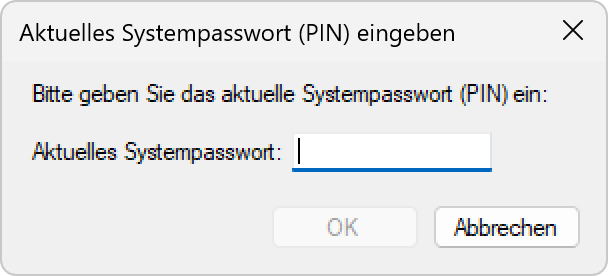 Aktuelles Systempasswort (PIN) eingeben
Bitte geben Sie das aktuelle Systempasswort (PIN) ein:
Aktuelles Systempasswort:
OK Abbrechen